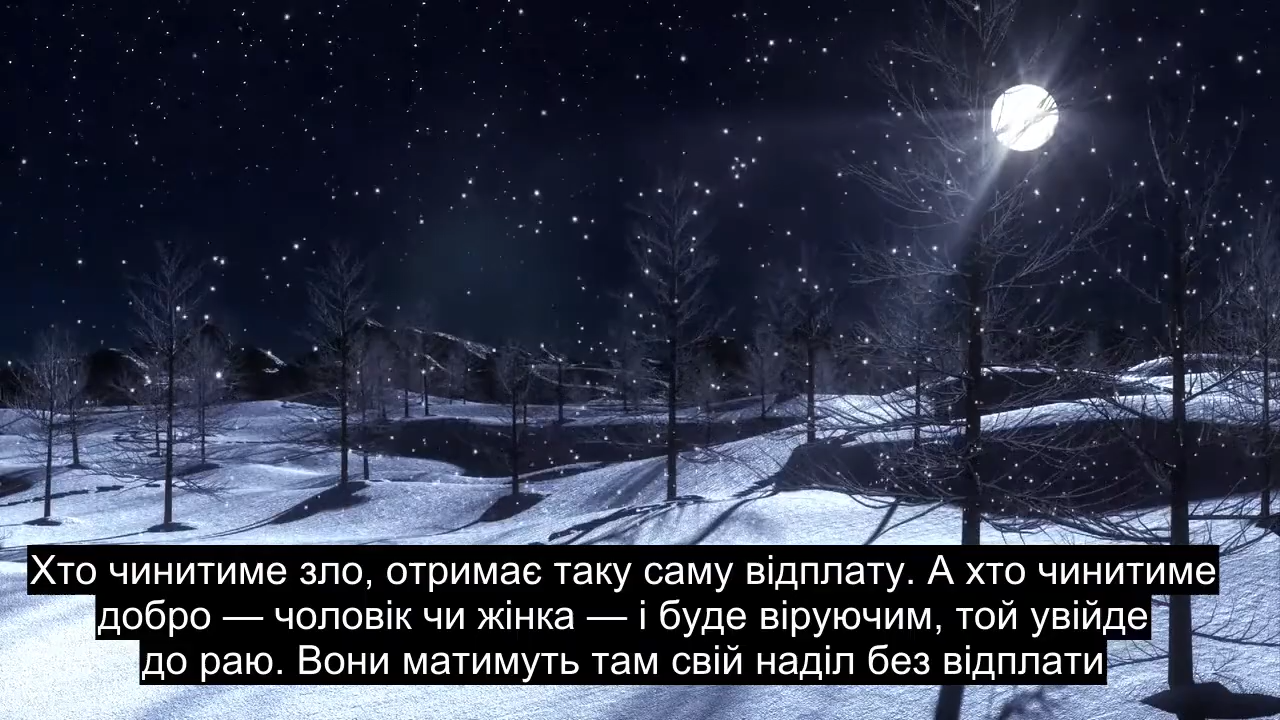 Хто чинитиме зло, отримає таку саму відплату. А хто чинитиме
добро — чоловік чи жінка — і буде віруючим, той увійде
до раю. Вони матимуть там свій наділ без відплати